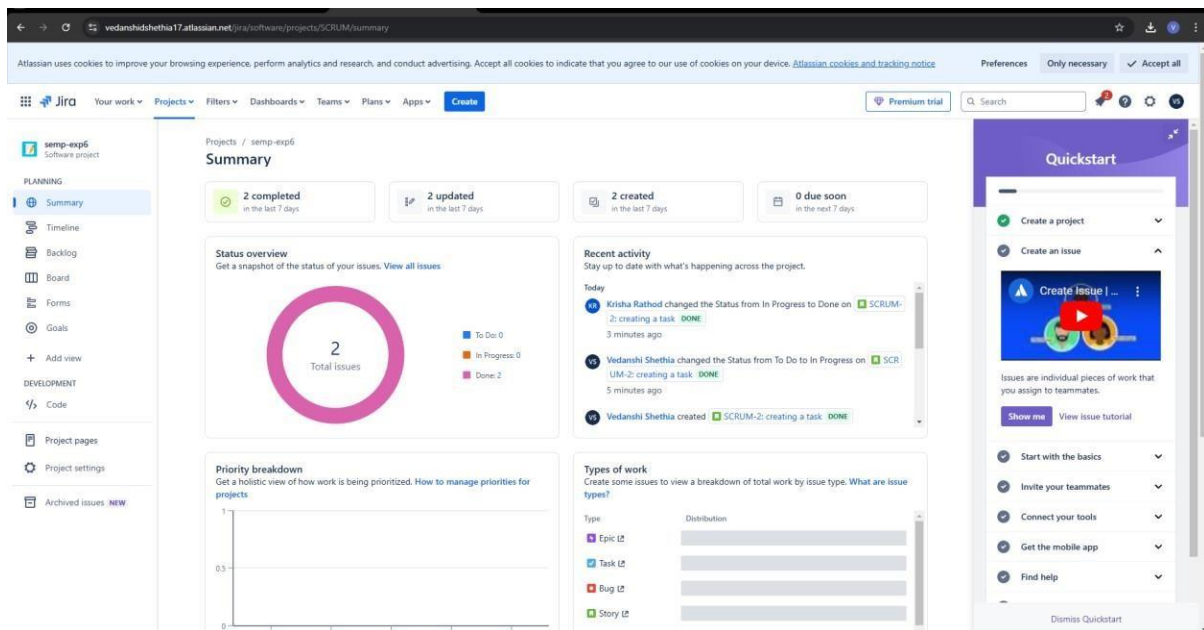 vedanshidshethia17.atlassian.net/jira/software/projects/SCRUM/summary
Atlassian uses cookies to improve your browsing experience, perform analytics and research, and conduct advertising. Accept all cookies to indicate that you agree to our use of cookies on your device. Atlassian cookies and tracking notice
Preferences
Only necessary
Accept all
Jira
Your work
Projects
Filters
Dashboards
Teams
Plans
Apps
Create
Premium trial
Search
2
VS
semp-exp6
Software project
PLANNING
Summary
Timeline
Backlog
Board
Forms
Goals
Add view
DEVELOPMENT
Code
Project pages
Project settings
Archived issues NEW
Projects / semp-exp6
Summary
2 completed
in the last 7 days
2 updated
in the last 7 days
2 created
in the last 7 days
0 due soon
in the next 7 days
Status overview
Get a snapshot of the status of your issues. View all issues
2
Total issues
To Do: 0
In Progress: 0
Done: 2
Recent activity
Stay up to date with what's happening across the project.
Today
KR
Krisha Rathod changed the Status from In Progress to Done on SCRUM-
2: creating a task DONE
3 minutes ago
VS
Vedanshi Shethia changed the Status from To Do to In Progress on SCR
UM-2: creating a task DONE
5 minutes ago
VS
Vedanshi Shethia created SCRUM-2: creating a task DONE
Priority breakdown
Get a holistic view of how work is being prioritized. How to manage priorities for
projects
1
0.5
0
Types of work
Create some issues to view a breakdown of total work by issue type. What are issue
types?
Type
Distribution
Epic
Task
Bug
Story
Quickstart
Create a project
Create an issue
Create Issue | ...
Issues are individual pieces of work that
you assign to teammates.
Show me
View issue tutorial
Start with the basics
Invite your teammates
Connect your tools
Get the mobile app
Find help
Dismiss Quickstart